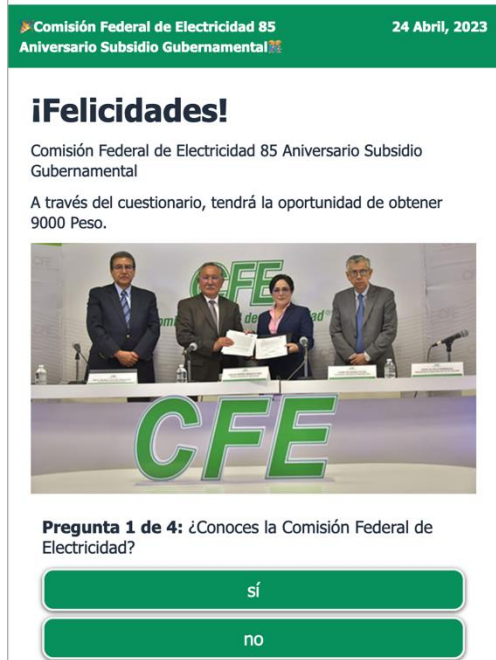 🎉Comisión Federal de Electricidad 85
Aniversario Subsidio Gubernamental🎊
24 Abril, 2023
¡Felicidades!
Comisión Federal de Electricidad 85 Aniversario Subsidio
Gubernamental
A través del cuestionario, tendrá la oportunidad de obtener
9000 Peso.
CFE
CFE
Pregunta 1 de 4: ¿Conoces la Comisión Federal de
Electricidad?
sí
no